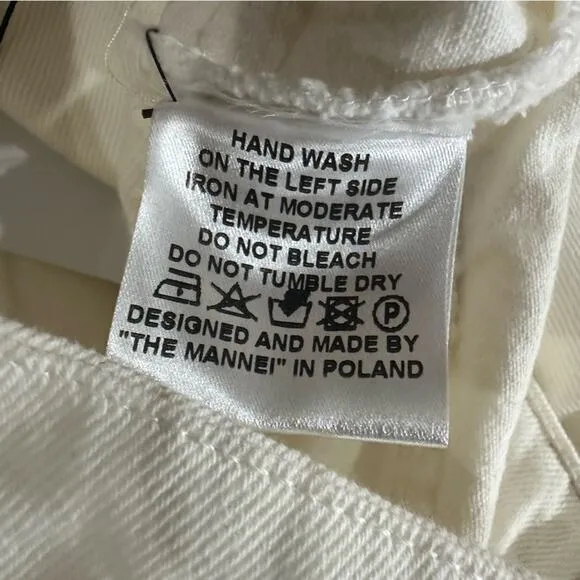 HAND WASH
ON THE LEFT SIDE
IRON AT MODERATE
TEMPERATURE
DO NOT BLEACH
DO NOT TUMBLE DRY
P
DESIGNED AND MADE BY
"THE MANNEI" IN POLAND